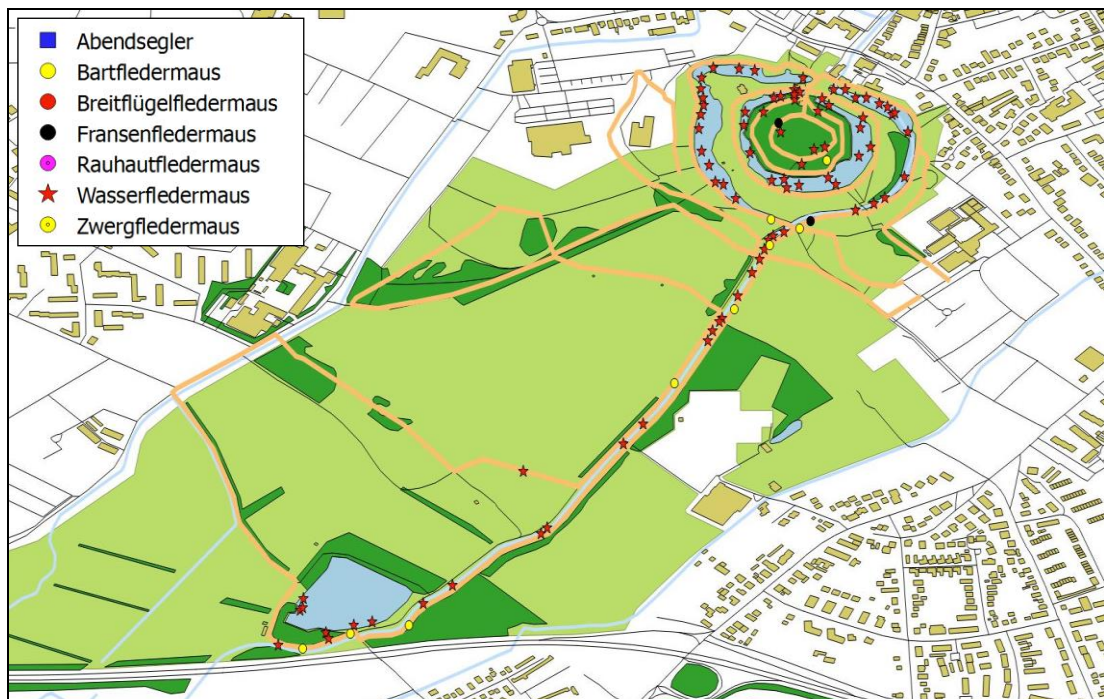 Abendsegler
Bartfledermaus
Breitflügelfledermaus
Fransenfledermaus
Rauhautfledermaus
Wasserfledermaus
Zwergfledermaus